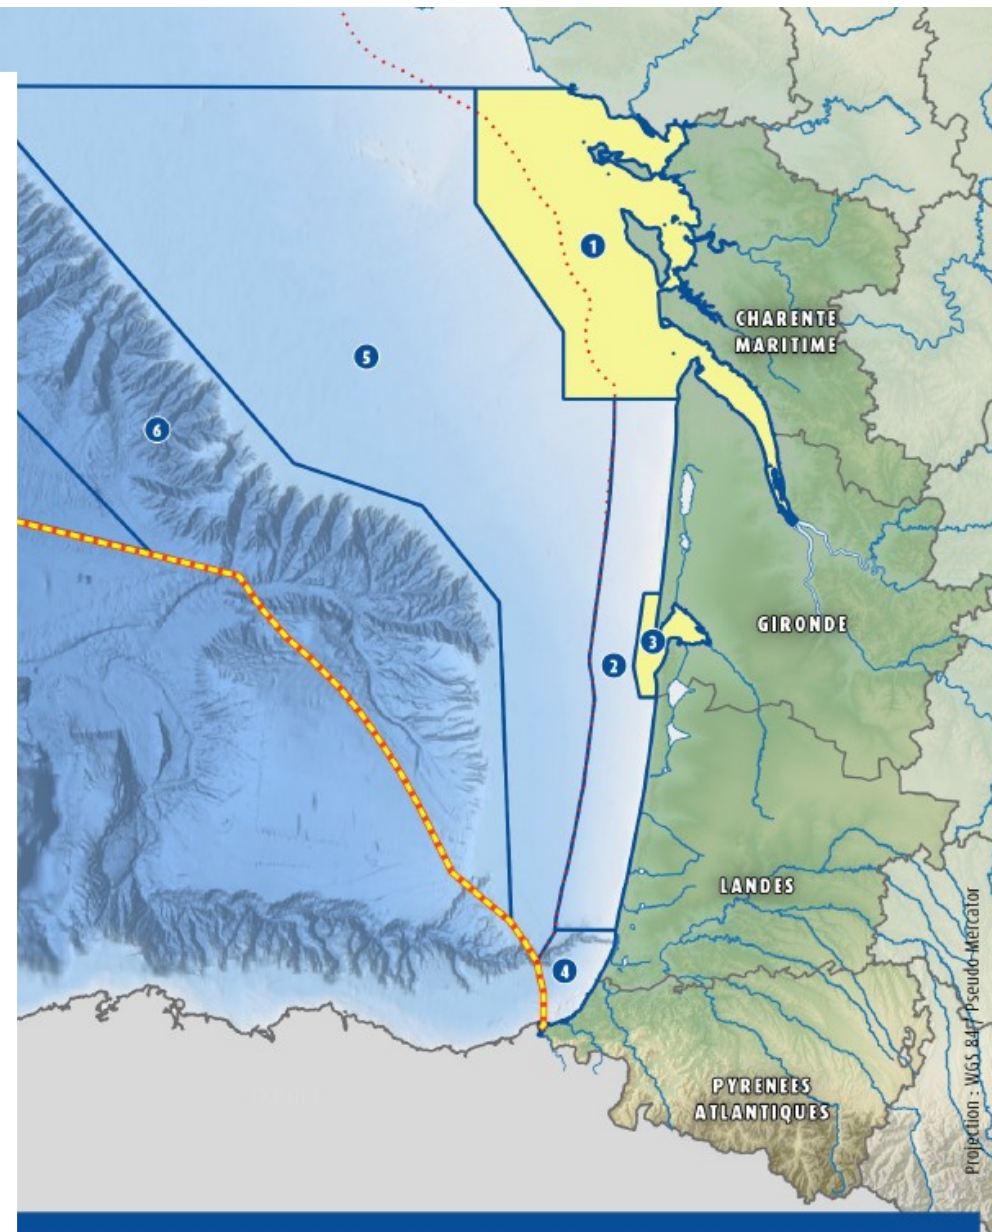 1
CHARENTE
MARITIME
5
6
GIRONDE
3
2
LANDES
4
PYRENEES
ATLANTIQUES
Projection : WGS 84 / Pseudo-Mercator